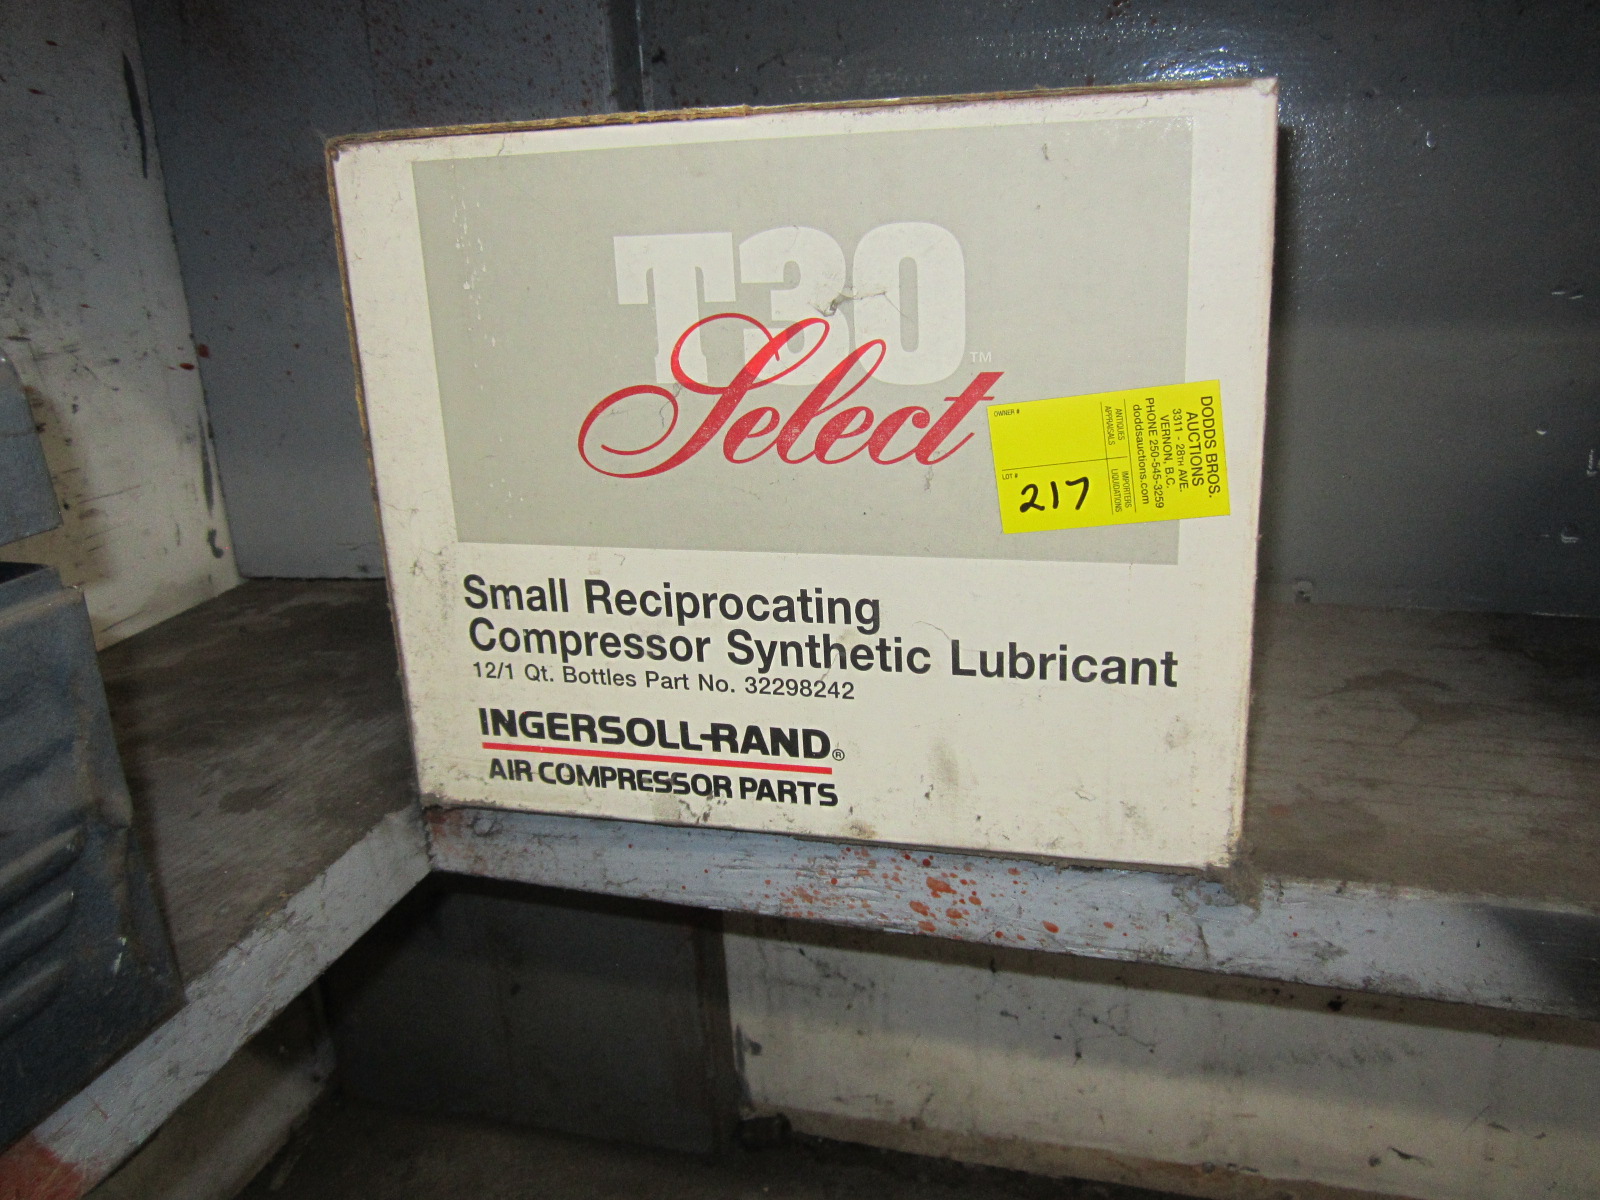 T30
Select™
DODDS BROS.
AUCTIONS
3311 - 28TH AVE.
VERNON, B.C.
PHONE 250-545-3259
doddsauctions.com
ANTIQUES
APPRAISALS
IMPORTERS
LIQUIDATIONS
OWNER #
LOT #
217
Small Reciprocating
Compressor Synthetic Lubricant
12/1 Qt. Bottles Part No. 32298242
INGERSOLL-RAND®
AIR COMPRESSOR PARTS